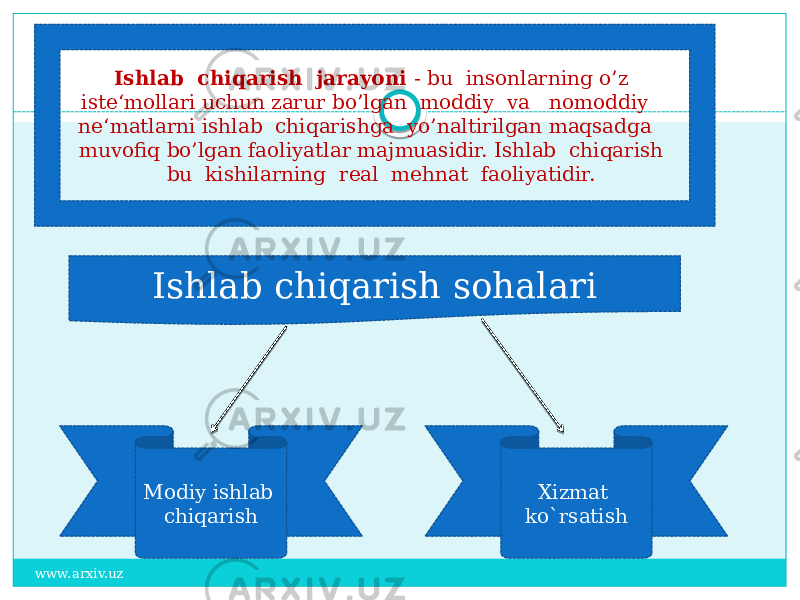 Ishlab chiqarish jarayoni - bu insonlarning o’z
iste‘mollari uchun zarur bo’lgan moddiy va nomoddiy
ne‘matlarni ishlab chiqarishga yo’naltirilgan maqsadga
muvofiq bo’lgan faoliyatlar majmuasidir. Ishlab chiqarish
bu kishilarning real mehnat faoliyatidir.
Ishlab chiqarish sohalari
Modiy ishlab
chiqarish
Xizmat
ko`rsatish
www.arxiv.uz
ARXIV.UZ
ARXIV.UZ
ARXIV.UZ
ARXIV.UZ